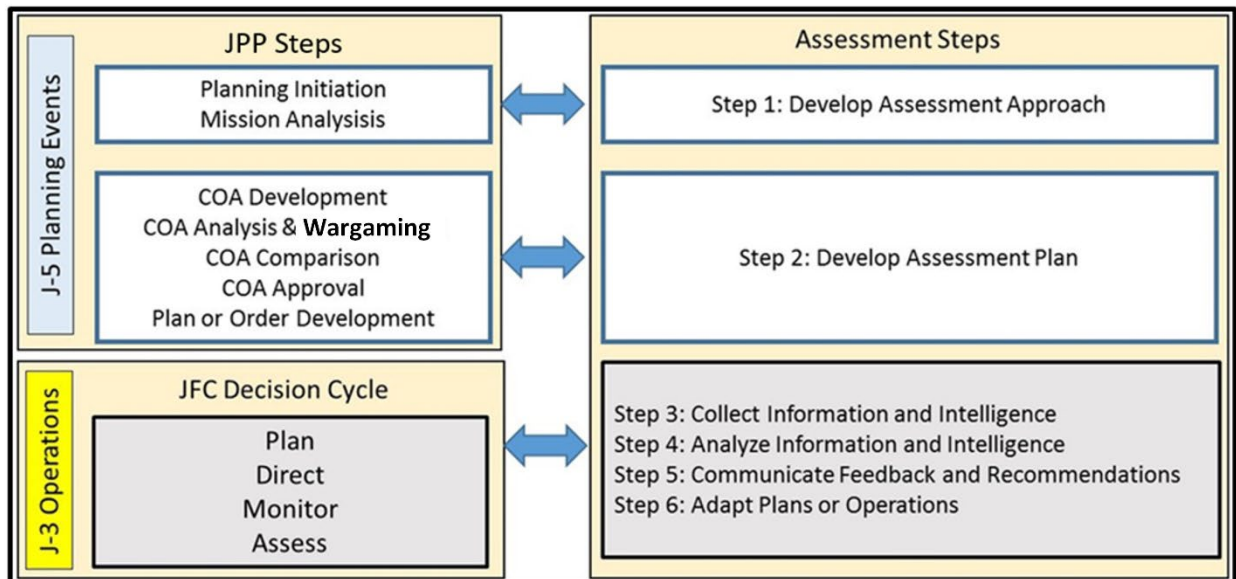 J-5 Planning Events
JPP Steps
Planning Initiation
Mission Analysisis
COA Development
COA Analysis & Wargaming
COA Comparison
COA Approval
Plan or Order Development
Assessment Steps
Step 1: Develop Assessment Approach
Step 2: Develop Assessment Plan
J-3 Operations
JFC Decision Cycle
Plan
Direct
Monitor
Assess
Step 3: Collect Information and Intelligence
Step 4: Analyze Information and Intelligence
Step 5: Communicate Feedback and Recommendations
Step 6: Adapt Plans or Operations